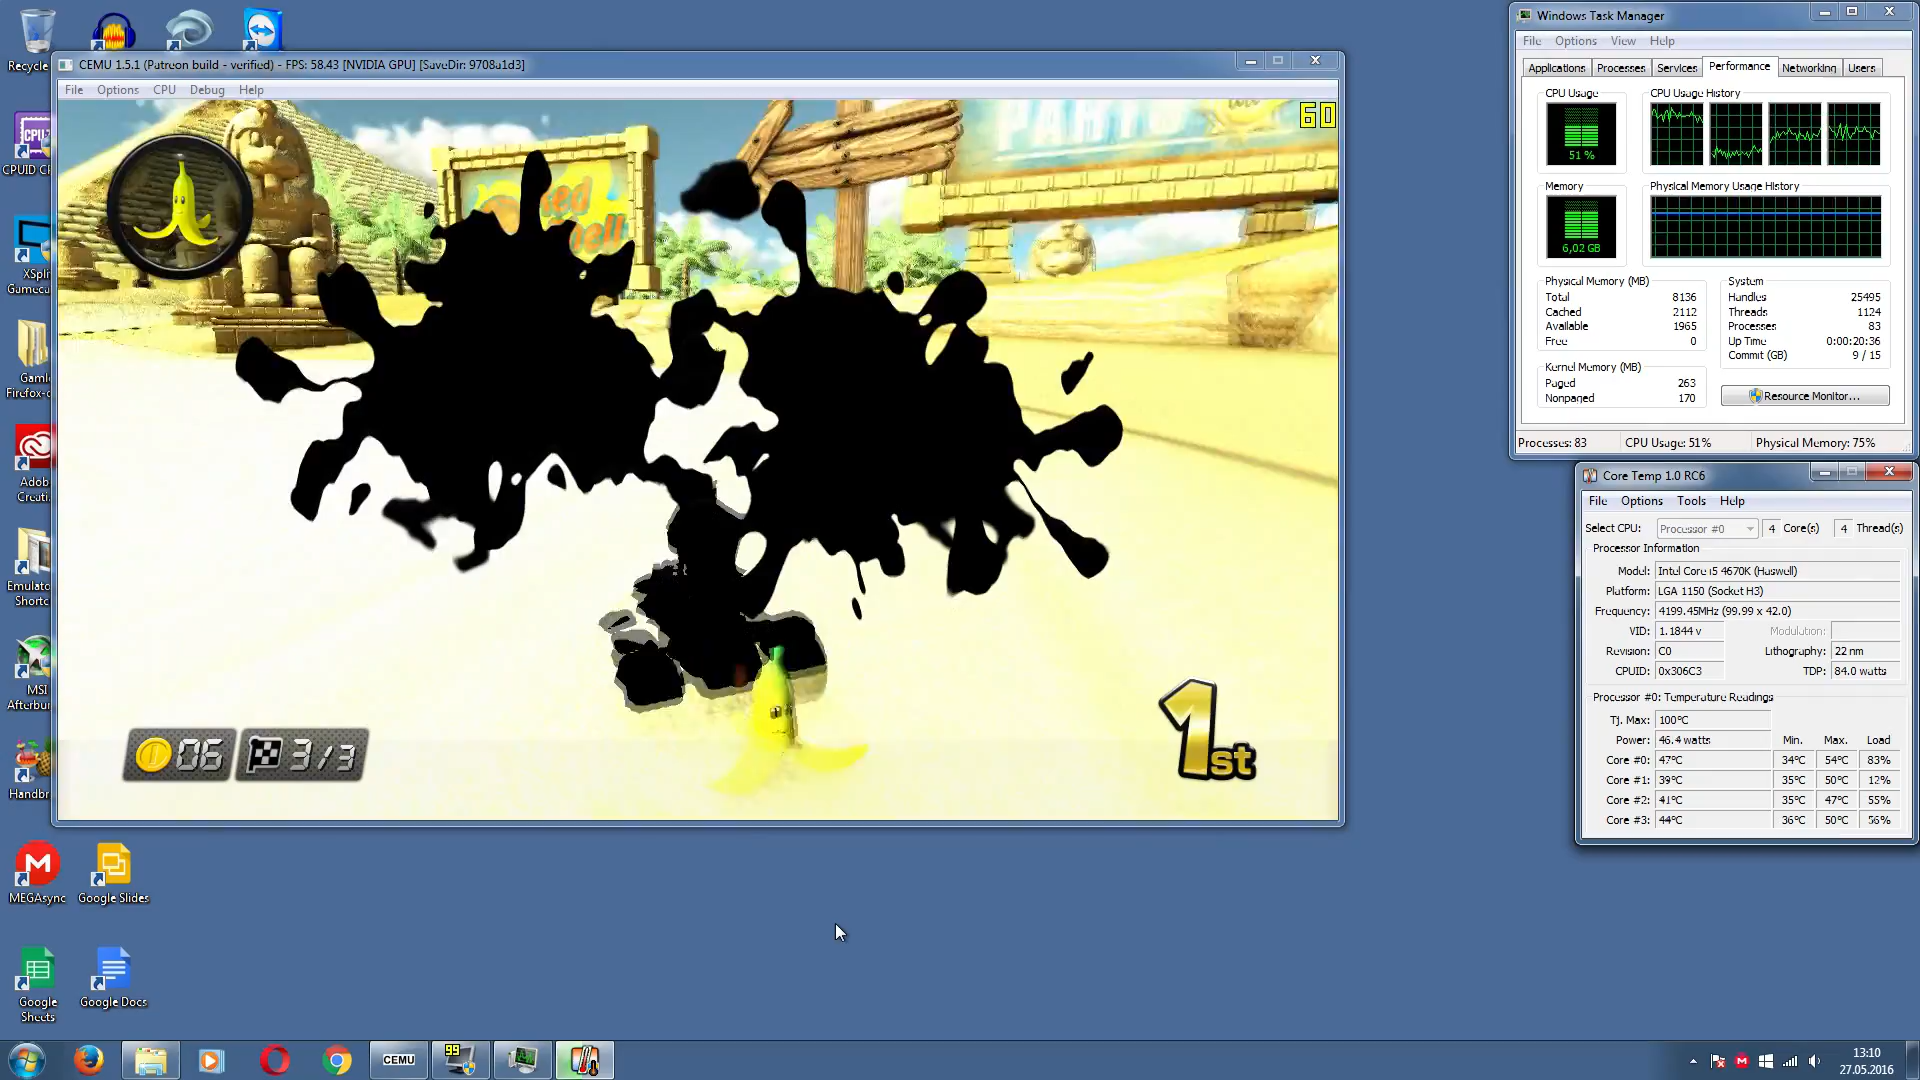 Recycle
CPUID CP
XSplit
Gamecas
Gamle
Firefox-d
Adobe
Creati...
Emulato
Shortc
MSI
Afterbur
Handbr
MEGAsync
Google Slides
Google
Sheets
Google Docs
CEMU 1.5.1 (Patreon build - verified) - FPS: 58.43 [NVIDIA GPU] [SaveDir: 9708a1d3]
File Options CPU Debug Help
60
06
3/3
1st
Windows Task Manager
File Options View Help
Applications Processes Services Performance Networking Users
CPU Usage
CPU Usage History
51 %
Memory
Physical Memory Usage History
6,02 GB
Physical Memory (MB)
Total 8136
Cached 2112
Available 1965
Free 0
Kernel Memory (MB)
Paged 263
Nonpaged 170
System
Handles 25495
Threads 1124
Processes 83
Up Time 0:00:20:36
Commit (GB) 9 / 15
Resource Monitor...
Processes: 83 CPU Usage: 51% Physical Memory: 75%
Core Temp 1.0 RC6
File Options Tools Help
Select CPU: Processor #0 4 Core(s) 4 Thread(s)
Processor Information
Model: Intel Core i5 4670K (Haswell)
Platform: LGA 1150 (Socket H3)
Frequency: 4199.45MHz (99.99 x 42.0)
VID: 1.1844 v Modulation:
Revision: C0 Lithography: 22 nm
CPUID: 0x306C3 TDP: 84.0 watts
Processor #0: Temperature Readings
Tj. Max: 100°C
Power: 46.4 watts Min. Max. Load
Core #0: 47°C 34°C 54°C 83%
Core #1: 39°C 35°C 50°C 12%
Core #2: 41°C 35°C 47°C 55%
Core #3: 44°C 36°C 50°C 56%
CEMU
99
13:10
27.05.2016